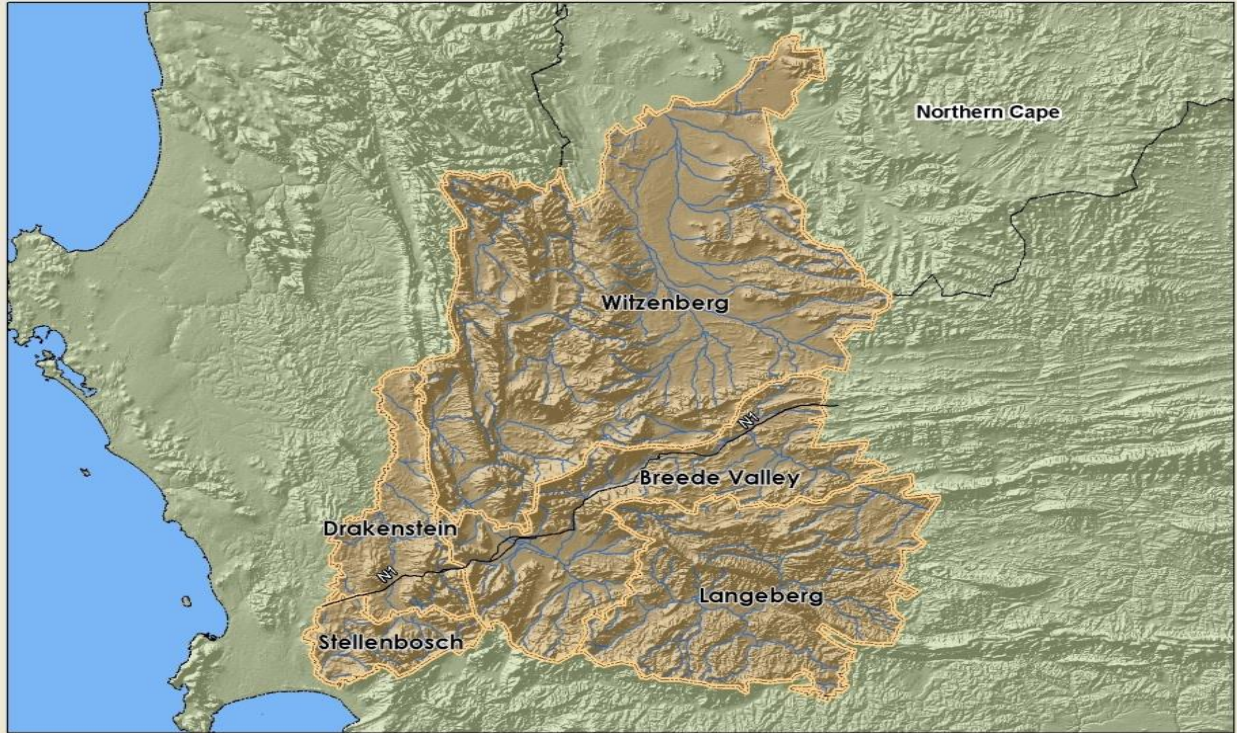 Northern Cape
Witzenberg
N1
Breede Valley
Drakenstein
N1
Langeberg
Stellenbosch